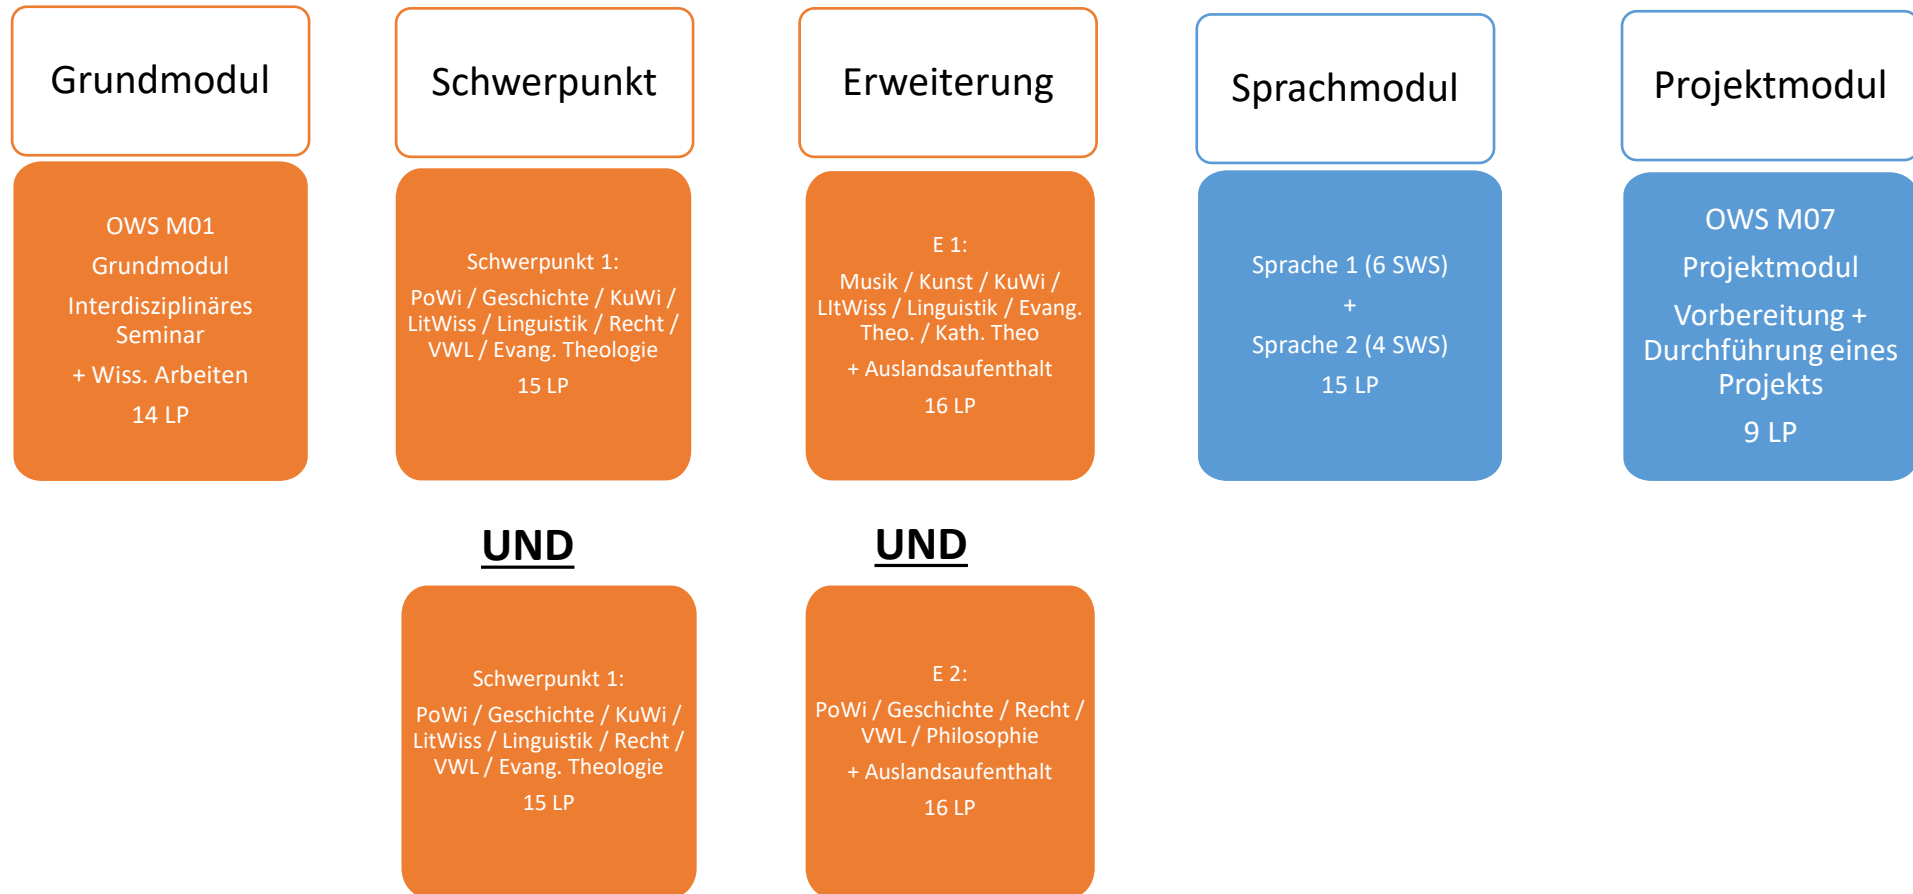 Grundmodul
OWS M01
Grundmodul
Interdisziplinäres
Seminar
+ Wiss. Arbeiten
14 LP
Schwerpunkt
Schwerpunkt 1:
PoWi / Geschichte / KuWi /
LitWiss / Linguistik / Recht /
VWL / Evang. Theologie
15 LP
UND
Schwerpunkt 1:
PoWi / Geschichte / KuWi /
LitWiss / Linguistik / Recht /
VWL / Evang. Theologie
15 LP
Erweiterung
E 1:
Musik / Kunst / KuWi /
LItWiss / Linguistik / Evang.
Theo. / Kath. Theo
+ Auslandsaufenthalt
16 LP
UND
E 2:
PoWi / Geschichte / Recht /
VWL / Philosophie
+ Auslandsaufenthalt
16 LP
Sprachmodul
Sprache 1 (6 SWS)
+
Sprache 2 (4 SWS)
15 LP
Projektmodul
OWS M07
Projektmodul
Vorbereitung +
Durchführung eines
Projekts
9 LP